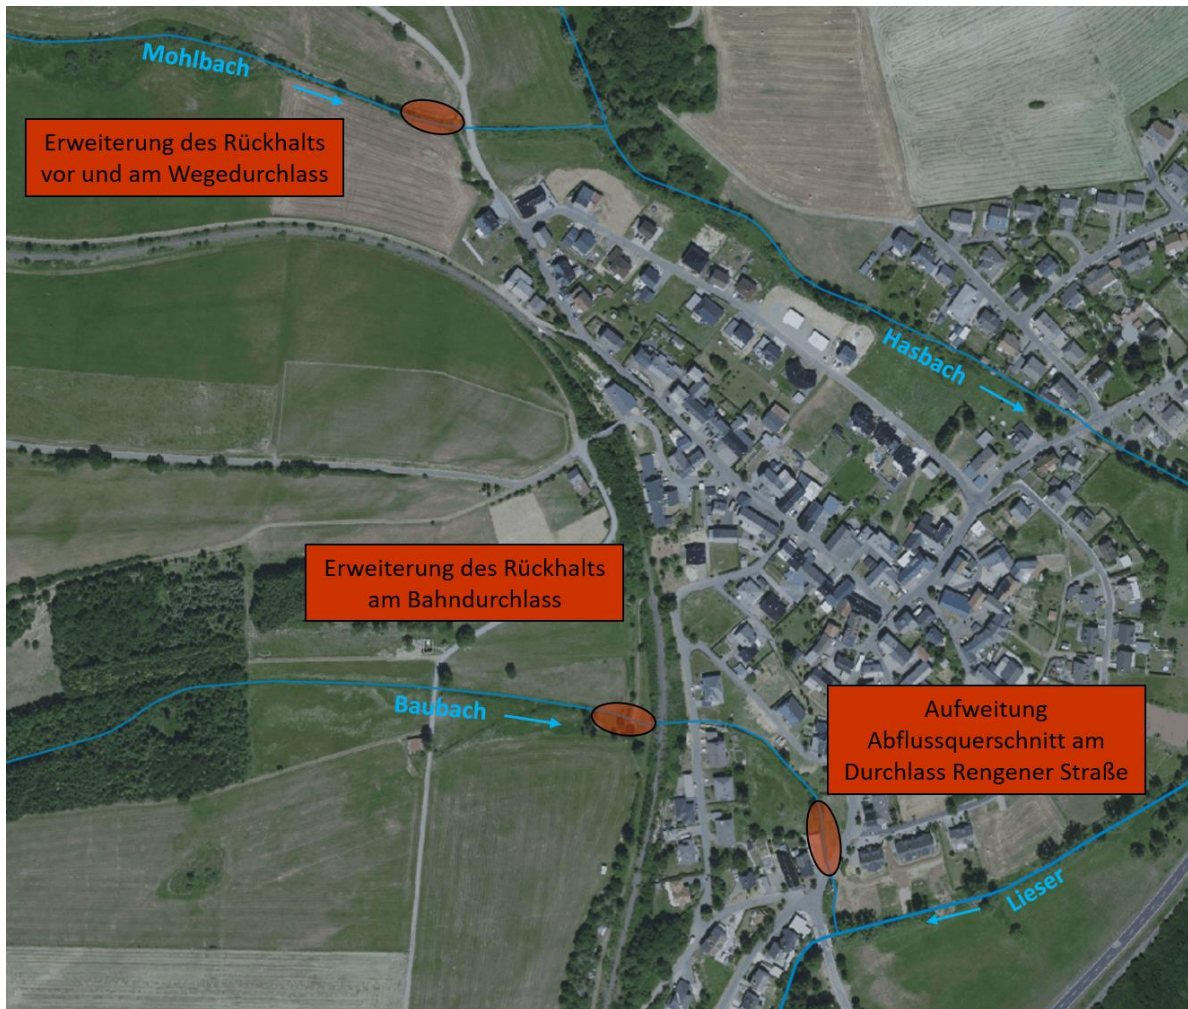 Mohlbach
Erweiterung des Rückhalts
vor und am Wegedurchlass
Hasbach
Erweiterung des Rückhalts
am Bahndurchlass
Baubach
Aufweitung
Abflussquerschnitt am
Durchlass Rengener Straße
Lieser